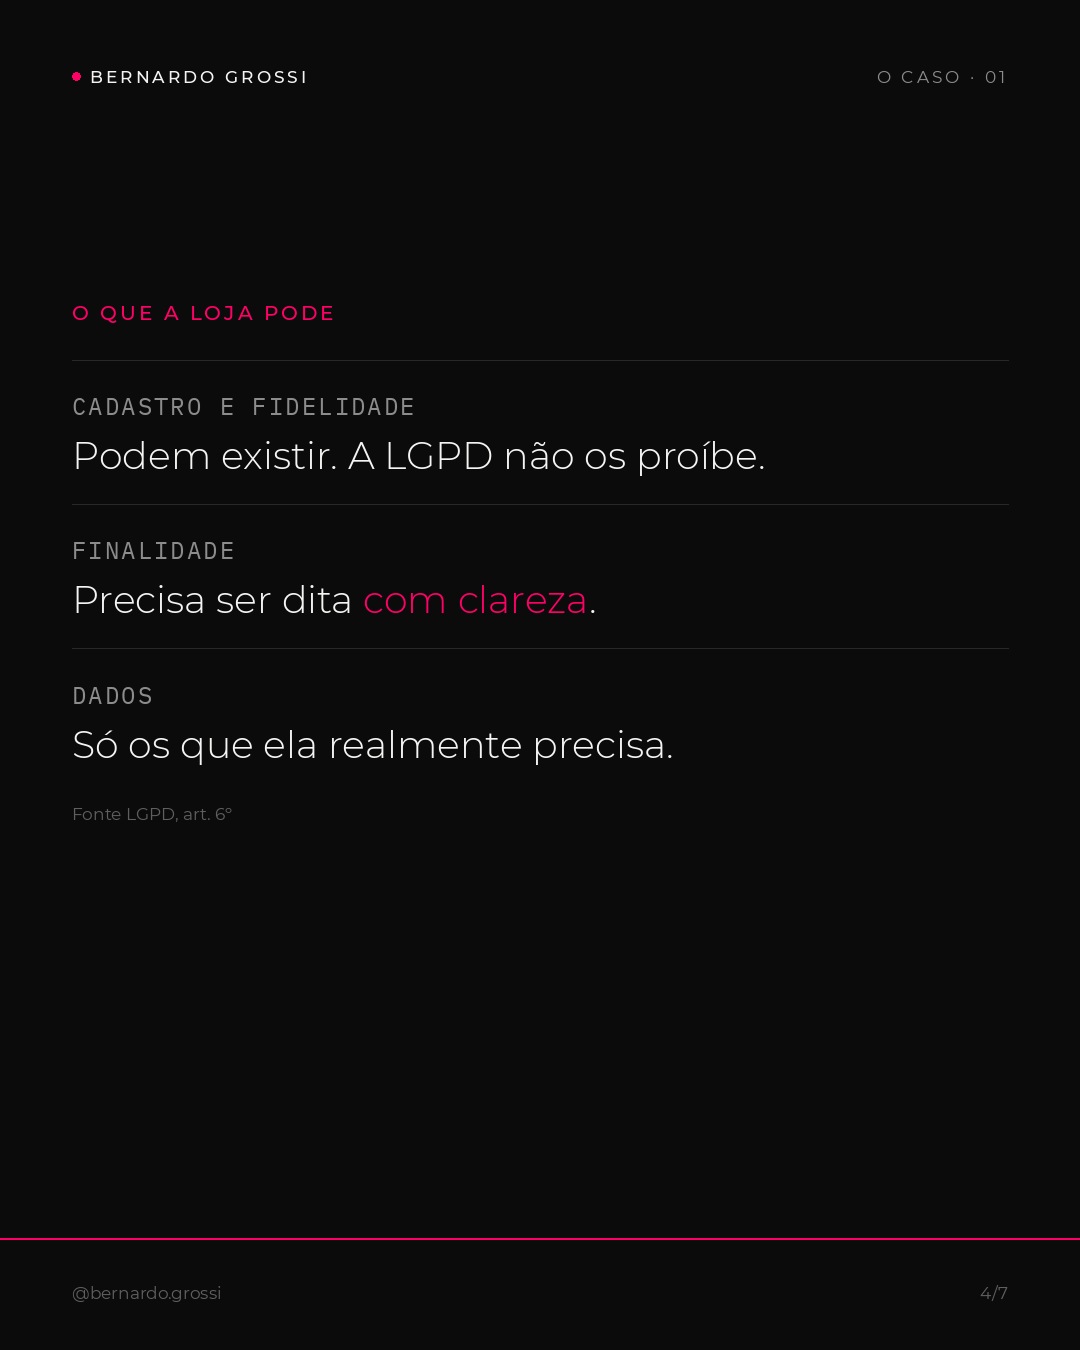 BERNARDO GROSSI
O CASO · 01
O QUE A LOJA PODE
CADASTRO E FIDELIDADE
Podem existir. A LGPD não os proíbe.
FINALIDADE
Precisa ser dita com clareza.
DADOS
Só os que ela realmente precisa.
Fonte LGPD, art. 6º
@bernardo.grossi
4/7